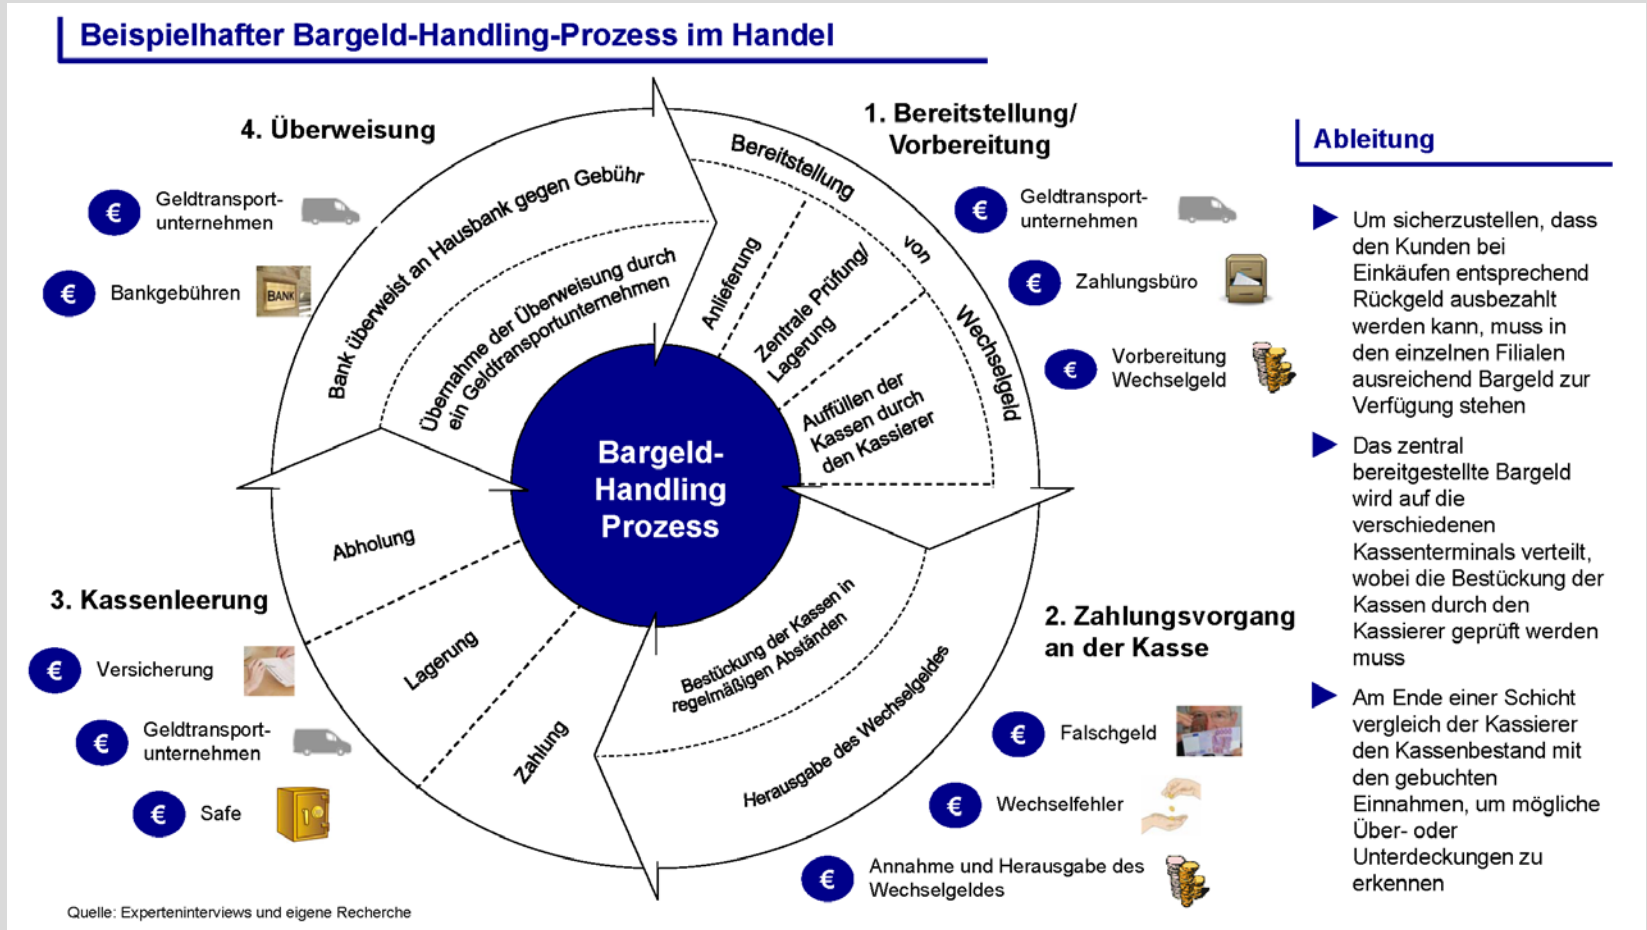 Beispielhafter Bargeld-Handling-Prozess im Handel
4. Überweisung
Geldtransport-
unternehmen
Bankgebühren
BANK
Bank überweist an Hausbank gegen Gebühr
Übernahme der Überweisung durch
ein Geldtransportunternehmen
1. Bereitstellung/
Vorbereitung
Bereitstellung
von
Wechselgeld
Anlieferung
Zentrale Prüfung/
Lagerung
Auffüllen der
Kassen durch
den Kassierer
€ Geldtransport-
unternehmen
€ Zahlungsbüro
€ Vorbereitung
Wechselgeld
Bargeld-
Handling
Prozess
2. Zahlungsvorgang
an der Kasse
Bestückung der Kassen in
regelmäßigen Abständen
Herausgabe des Wechselgeldes
€ Falschgeld
€ Wechselfehler
€ Annahme und Herausgabe des
Wechselgeldes
3. Kassenleerung
Abholung
Lagerung
Zahlung
€ Versicherung
€ Geldtransport-
unternehmen
€ Safe
Ableitung
Um sicherzustellen, dass
den Kunden bei
Einkäufen entsprechend
Rückgeld ausbezahlt
werden kann, muss in
den einzelnen Filialen
ausreichend Bargeld zur
Verfügung stehen
Das zentral
bereitgestellte Bargeld
wird auf die
verschiedenen
Kassenterminals verteilt,
wobei die Bestückung der
Kassen durch den
Kassierer geprüft werden
muss
Am Ende einer Schicht
vergleich der Kassierer
den Kassenbestand mit
den gebuchten
Einnahmen, um mögliche
Über- oder
Unterdeckungen zu
erkennen
Quelle: Experteninterviews und eigene Recherche